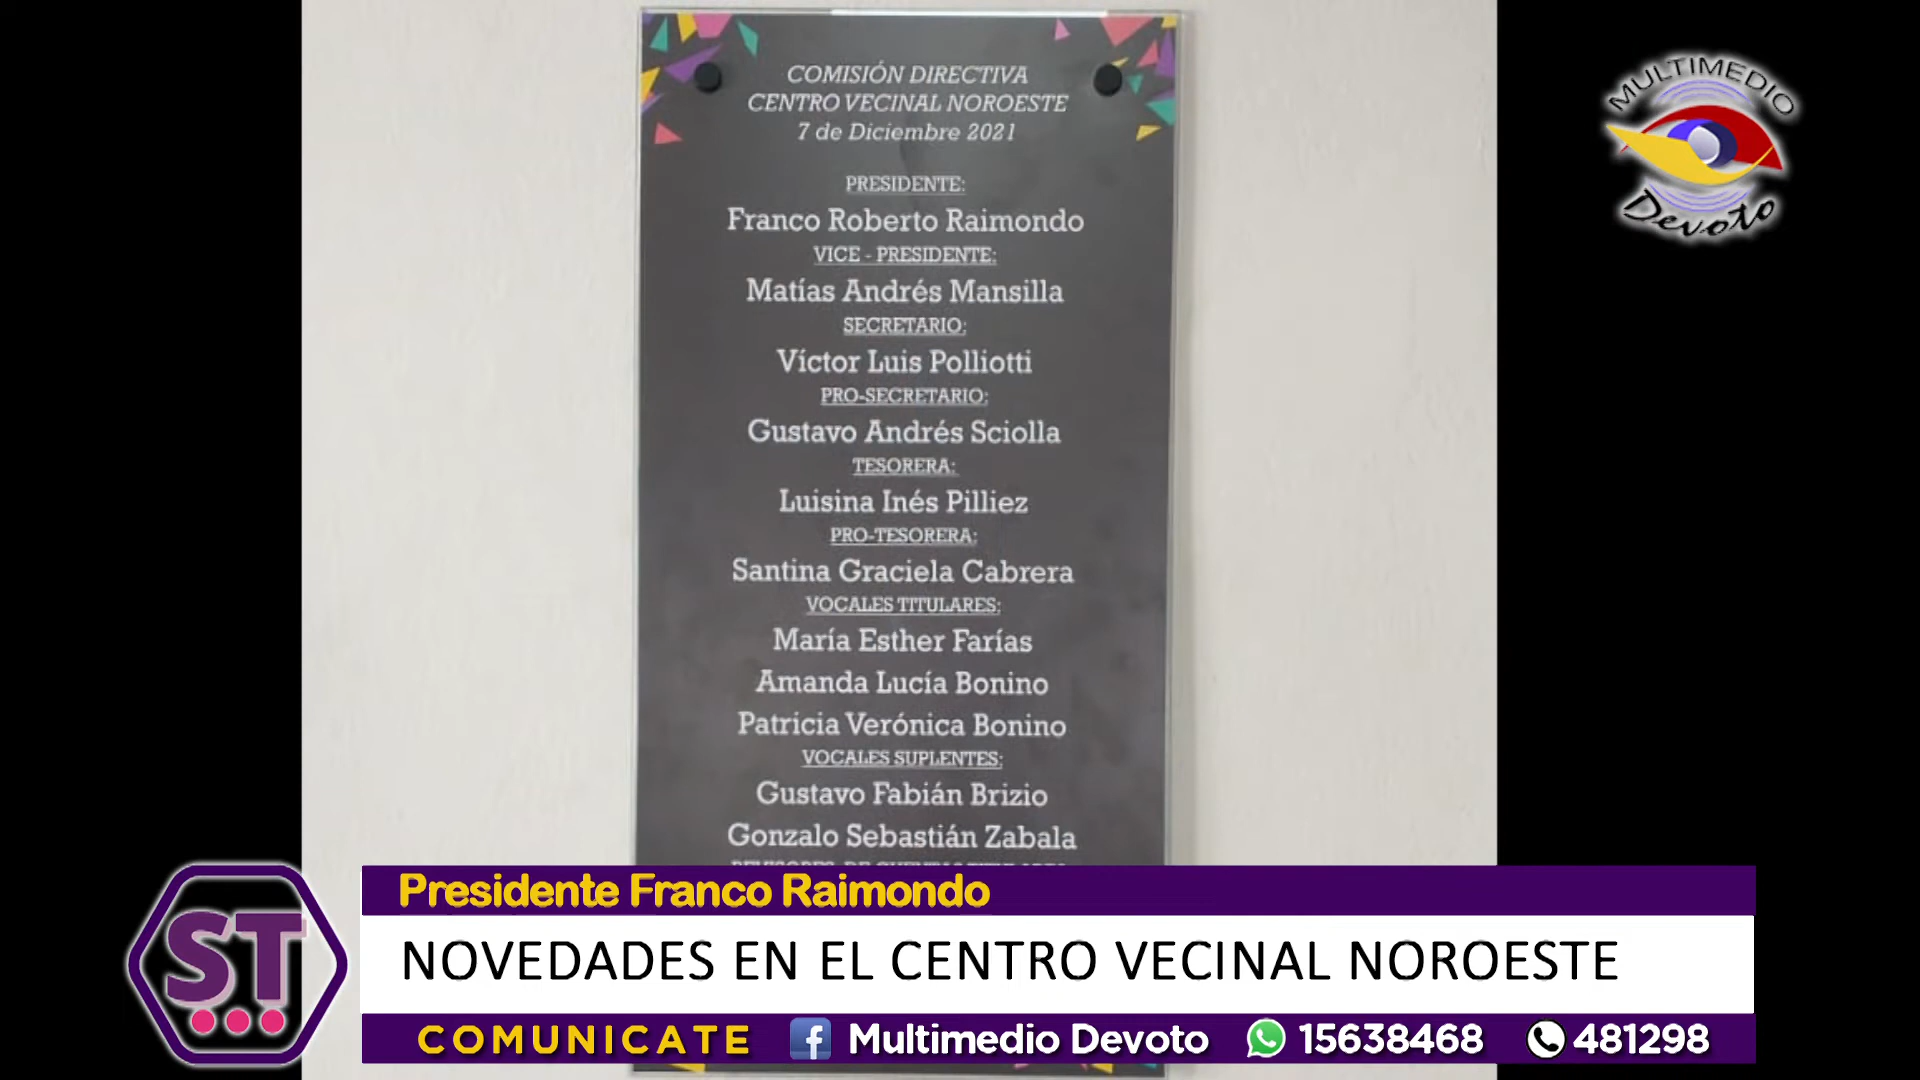 COMISIÓN DIRECTIVA
CENTRO VECINAL NOROESTE
7 de Diciembre 2021
PRESIDENTE:
Franco Roberto Raimondo
VICE - PRESIDENTE:
Matías Andrés Mansilla
SECRETARIO:
Víctor Luis Polliotti
PRO-SECRETARIO:
Gustavo Andrés Sciolla
TESORERA:
Luisina Inés Pilliez
PRO-TESORERA:
Santina Graciela Cabrera
VOCALES TITULARES:
María Esther Farías
Amanda Lucía Bonino
Patricia Verónica Bonino
VOCALES SUPLENTES:
Gustavo Fabián Brizio
Gonzalo Sebastián Zabala
MULTIMEDIO
Devoto
ST
Presidente Franco Raimondo
NOVEDADES EN EL CENTRO VECINAL NOROESTE
COMUNICATE f Multimedio Devoto 15638468 481298